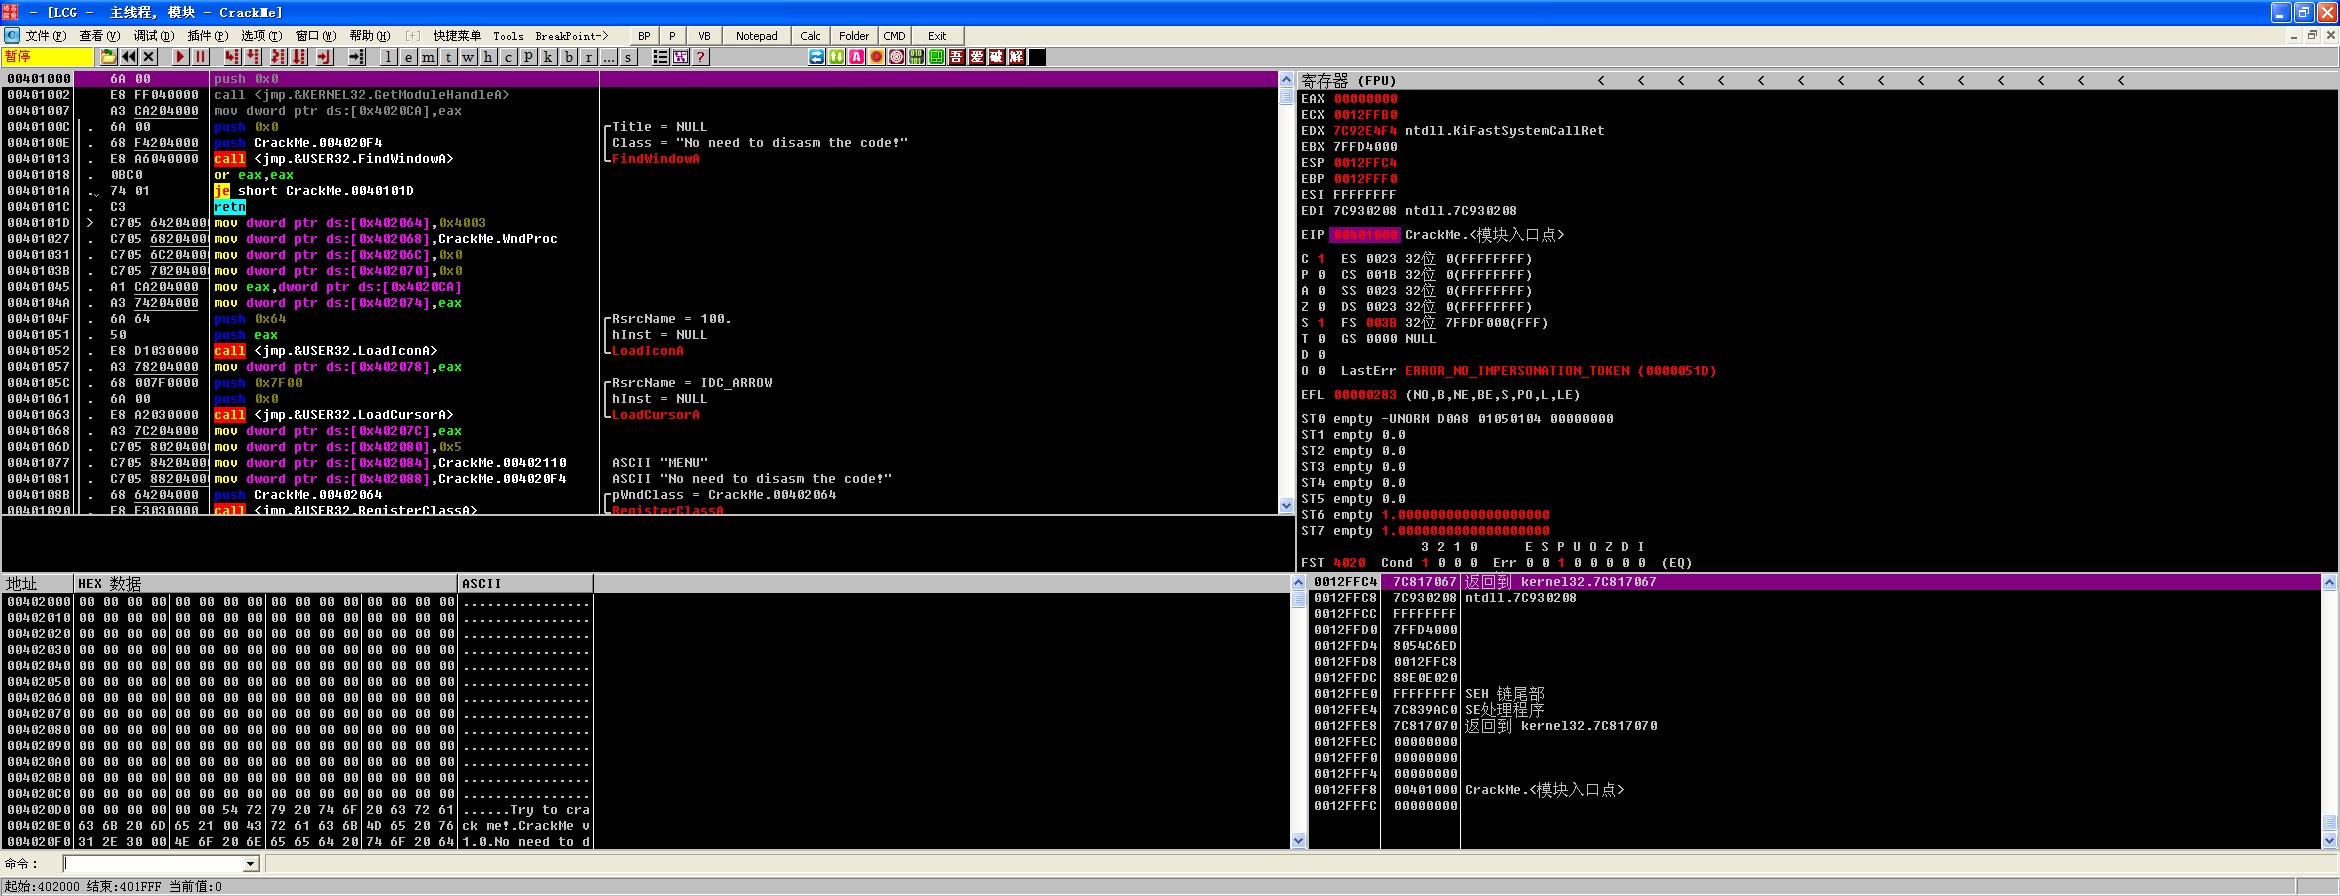 - [LCG - 主线程, 模块 - CrackMe]
文件(F) 查看(V) 调试(D) 插件(P) 选项(T) 窗口(W) 帮助(H) [+] 快捷菜单 Tools BreakPoint-> BP P VB Notepad Calc Folder CMD Exit
暂停 l e m t w h c p k b r ... s ? 吾 爱 破 解
00401000 6A 00 push 0x0
00401002 E8 FF040000 call <jmp.&KERNEL32.GetModuleHandleA>
00401007 A3 CA204000 mov dword ptr ds:[0x4020CA],eax
0040100C . 6A 00 push 0x0 Title = NULL
0040100E . 68 F4204000 push CrackMe.004020F4 Class = "No need to disasm the code!"
00401013 . E8 A6040000 call <jmp.&USER32.FindWindowA> FindWindowA
00401018 . 0BC0 or eax,eax
0040101A . 74 01 je short CrackMe.0040101D
0040101C . C3 retn
0040101D > C705 64204000 mov dword ptr ds:[0x402064],0x4003
00401027 . C705 68204000 mov dword ptr ds:[0x402068],CrackMe.WndProc
00401031 . C705 6C204000 mov dword ptr ds:[0x40206C],0x0
0040103B . C705 70204000 mov dword ptr ds:[0x402070],0x0
00401045 . A1 CA204000 mov eax,dword ptr ds:[0x4020CA]
0040104A . A3 74204000 mov dword ptr ds:[0x402074],eax
0040104F . 6A 64 push 0x64 RsrcName = 100.
00401051 . 50 push eax hInst = NULL
00401052 . E8 D1030000 call <jmp.&USER32.LoadIconA> LoadIconA
00401057 . A3 78204000 mov dword ptr ds:[0x402078],eax
0040105C . 68 007F0000 push 0x7F00 RsrcName = IDC_ARROW
00401061 . 6A 00 push 0x0 hInst = NULL
00401063 . E8 A2030000 call <jmp.&USER32.LoadCursorA> LoadCursorA
00401068 . A3 7C204000 mov dword ptr ds:[0x40207C],eax
0040106D . C705 80204000 mov dword ptr ds:[0x402080],0x5
00401077 . C705 84204000 mov dword ptr ds:[0x402084],CrackMe.00402110 ASCII "MENU"
00401081 . C705 88204000 mov dword ptr ds:[0x402088],CrackMe.004020F4 ASCII "No need to disasm the code!"
0040108B . 68 64204000 push CrackMe.00402064 pWndClass = CrackMe.00402064
00401090 . E8 E3030000 call <jmp.&USER32.RegisterClassA> RegisterClassA
寄存器 (FPU) < < < < < < < < < < < < < <
EAX 00000000
ECX 0012FFB0
EDX 7C92E4F4 ntdll.KiFastSystemCallRet
EBX 7FFD4000
ESP 0012FFC4
EBP 0012FFF0
ESI FFFFFFFF
EDI 7C930208 ntdll.7C930208
EIP 00401000 CrackMe.<模块入口点>
C 1 ES 0023 32位 0(FFFFFFFF)
P 0 CS 001B 32位 0(FFFFFFFF)
A 0 SS 0023 32位 0(FFFFFFFF)
Z 0 DS 0023 32位 0(FFFFFFFF)
S 1 FS 003B 32位 7FFDF000(FFF)
T 0 GS 0000 NULL
D 0
O 0 LastErr ERROR_NO_IMPERSONATION_TOKEN (0000051D)
EFL 00000283 (NO,B,NE,BE,S,PO,L,LE)
ST0 empty -UNORM D0A8 01050104 00000000
ST1 empty 0.0
ST2 empty 0.0
ST3 empty 0.0
ST4 empty 0.0
ST5 empty 0.0
ST6 empty 1.0000000000000000000
ST7 empty 1.0000000000000000000
3 2 1 0 E S P U O Z D I
FST 4020 Cond 1 0 0 0 Err 0 0 1 0 0 0 0 0 (EQ)
地址 HEX 数据 ASCII
00402000 00 00 00 00 00 00 00 00 00 00 00 00 00 00 00 00 ................
00402010 00 00 00 00 00 00 00 00 00 00 00 00 00 00 00 00 ................
00402020 00 00 00 00 00 00 00 00 00 00 00 00 00 00 00 00 ................
00402030 00 00 00 00 00 00 00 00 00 00 00 00 00 00 00 00 ................
00402040 00 00 00 00 00 00 00 00 00 00 00 00 00 00 00 00 ................
00402050 00 00 00 00 00 00 00 00 00 00 00 00 00 00 00 00 ................
00402060 00 00 00 00 00 00 00 00 00 00 00 00 00 00 00 00 ................
00402070 00 00 00 00 00 00 00 00 00 00 00 00 00 00 00 00 ................
00402080 00 00 00 00 00 00 00 00 00 00 00 00 00 00 00 00 ................
00402090 00 00 00 00 00 00 00 00 00 00 00 00 00 00 00 00 ................
004020A0 00 00 00 00 00 00 00 00 00 00 00 00 00 00 00 00 ................
004020B0 00 00 00 00 00 00 00 00 00 00 00 00 00 00 00 00 ................
004020C0 00 00 00 00 00 00 00 00 00 00 00 00 00 00 00 00 ................
004020D0 00 00 00 00 00 00 54 72 79 20 74 6F 20 63 72 61 ......Try to cra
004020E0 63 6B 20 6D 65 21 00 43 72 61 63 6B 4D 65 20 76 ck me!.CrackMe v
004020F0 31 2E 30 00 4E 6F 20 6E 65 65 64 20 74 6F 20 64 1.0.No need to d
0012FFC4 7C817067 返回到 kernel32.7C817067
0012FFC8 7C930208 ntdll.7C930208
0012FFCC FFFFFFFF
0012FFD0 7FFD4000
0012FFD4 8054C6ED
0012FFD8 0012FFC8
0012FFDC 88E0E020
0012FFE0 FFFFFFFF SEH 链尾部
0012FFE4 7C839AC0 SE处理程序
0012FFE8 7C817070 返回到 kernel32.7C817070
0012FFEC 00000000
0012FFF0 00000000
0012FFF4 00000000
0012FFF8 00401000 CrackMe.<模块入口点>
0012FFFC 00000000
命令：
起始:402000 结束:401FFF 当前值:0